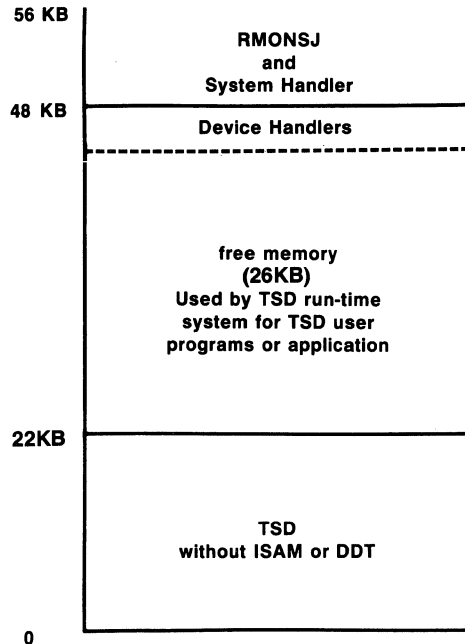 56 KB
RMONSJ
and
System Handler
48 KB
Device Handlers
free memory
(26KB)
Used by TSD run-time
system for TSD user
programs or application
22KB
TSD
without ISAM or DDT
0